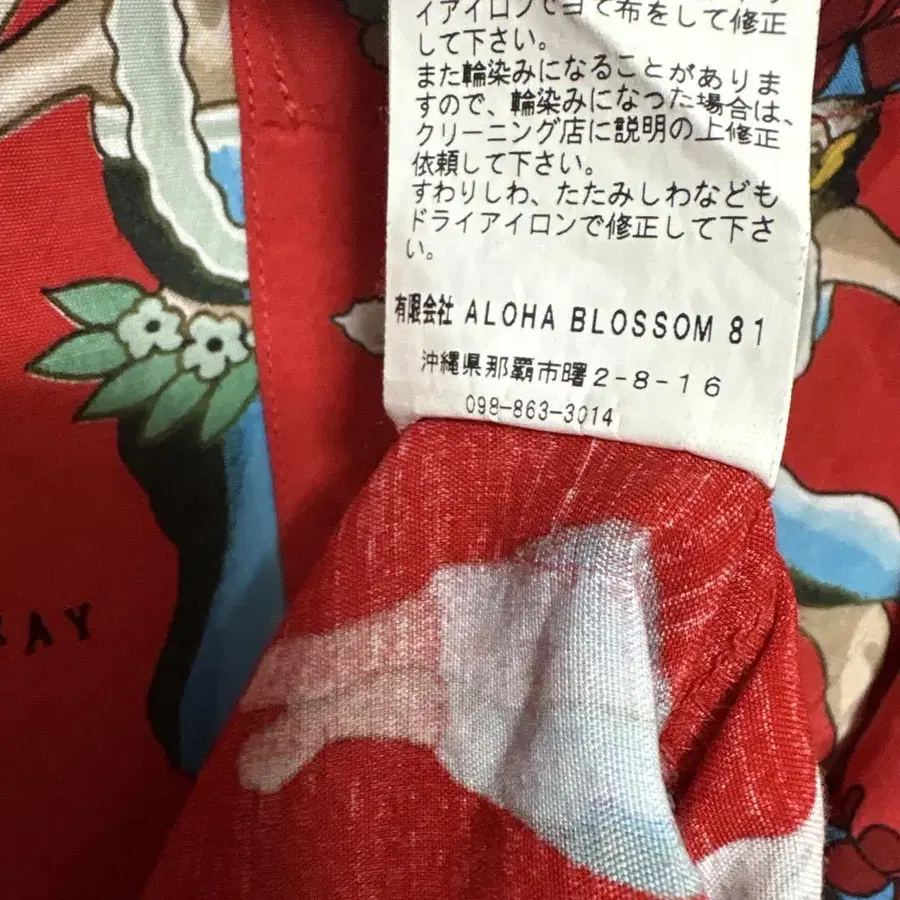 イアイロンで当て布をして修正
して下さい。
また輪染みになることがありま
すので、輪染みになった場合は、
クリーニング店に説明の上修正
依頼して下さい。
すわりしわ、たたみしわなども
ドライアイロンで修正して下さ
い。
有限会社 ALOHA BLOSSOM 81
沖縄県那覇市曙2-8-16
098-863-3014
KAY